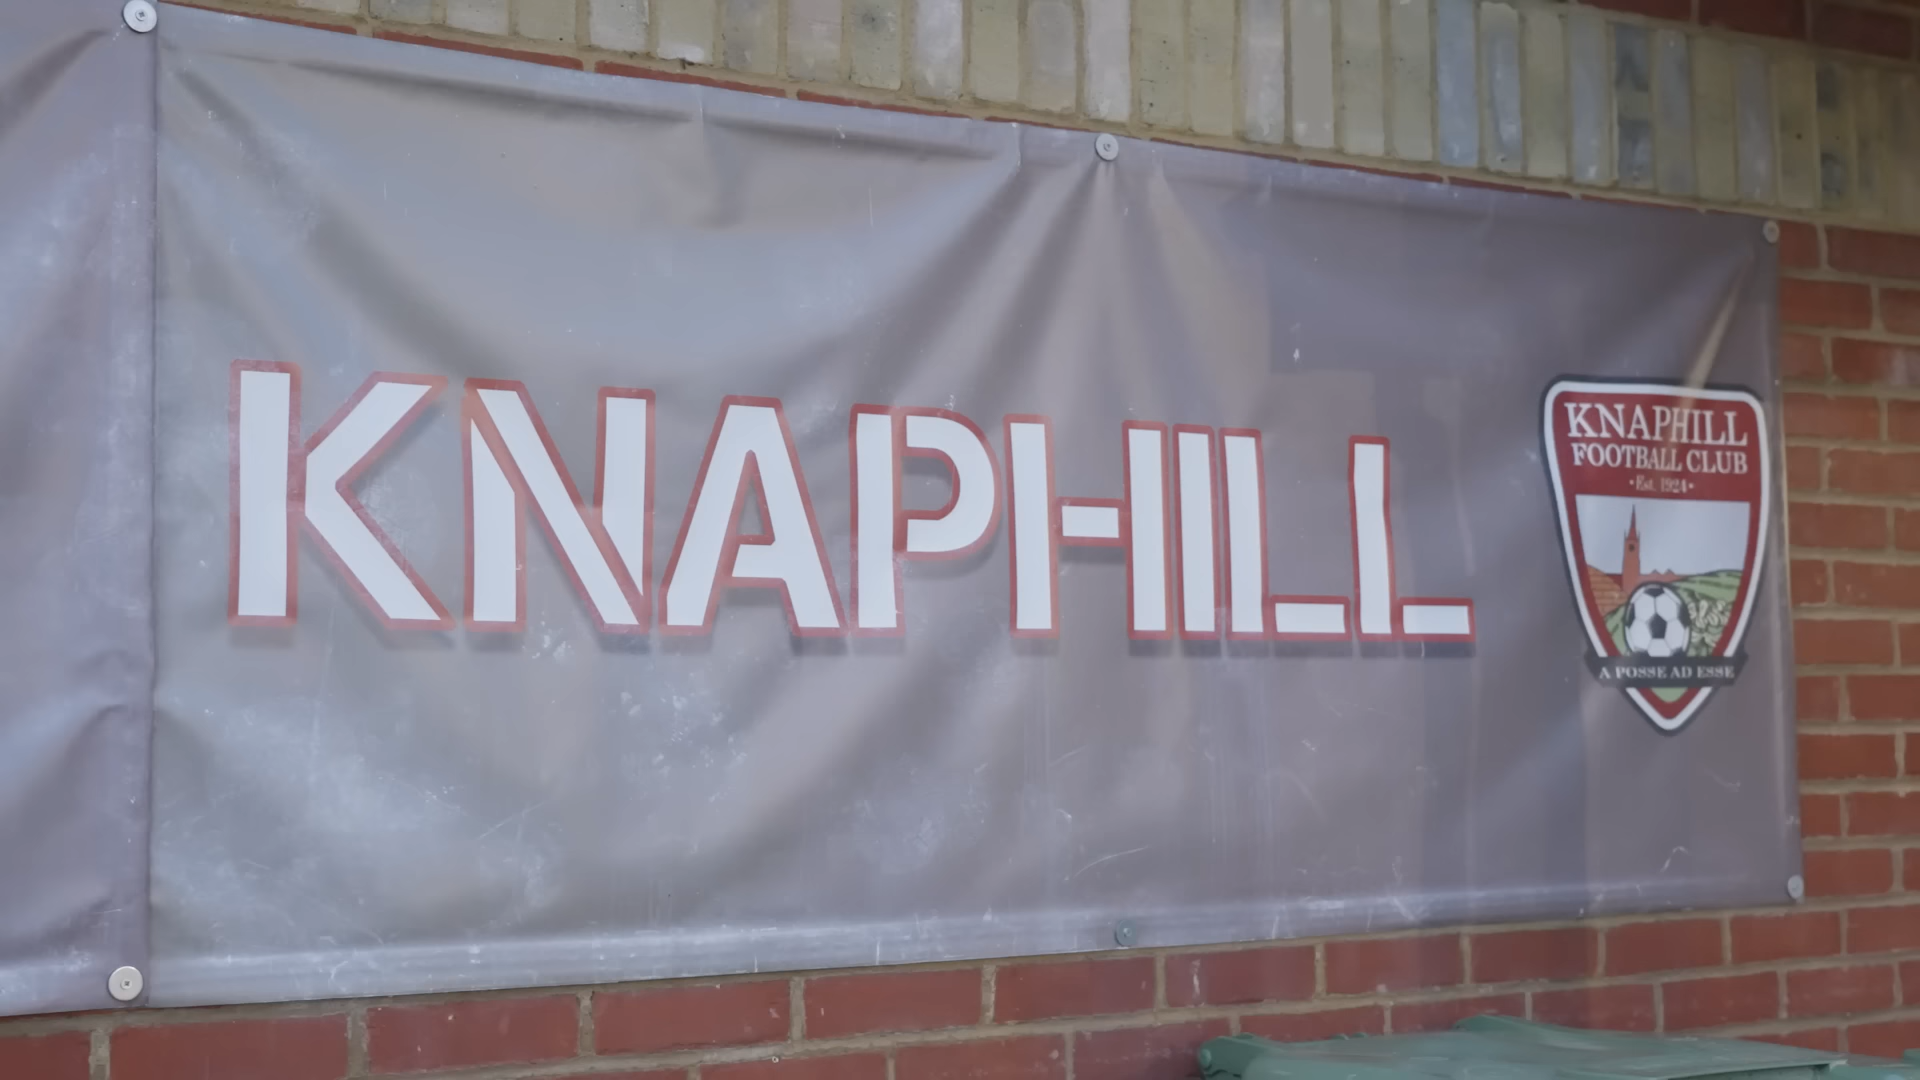 KNAPHILL
KNAPHILL
FOOTBALL CLUB
•Est. 1924•
A POSSE AD ESSE